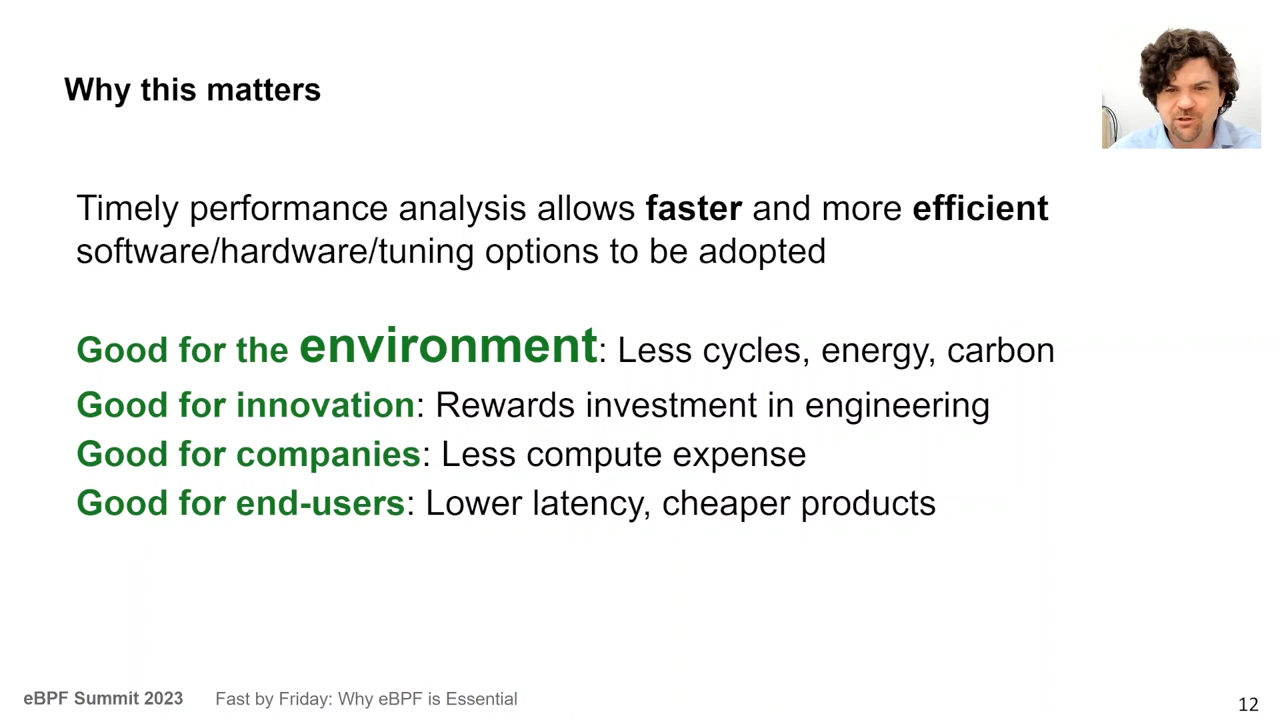 Why this matters
Timely performance analysis allows faster and more efficient
software/hardware/tuning options to be adopted
Good for the environment: Less cycles, energy, carbon
Good for innovation: Rewards investment in engineering
Good for companies: Less compute expense
Good for end-users: Lower latency, cheaper products
eBPF Summit 2023 Fast by Friday: Why eBPF is Essential
12